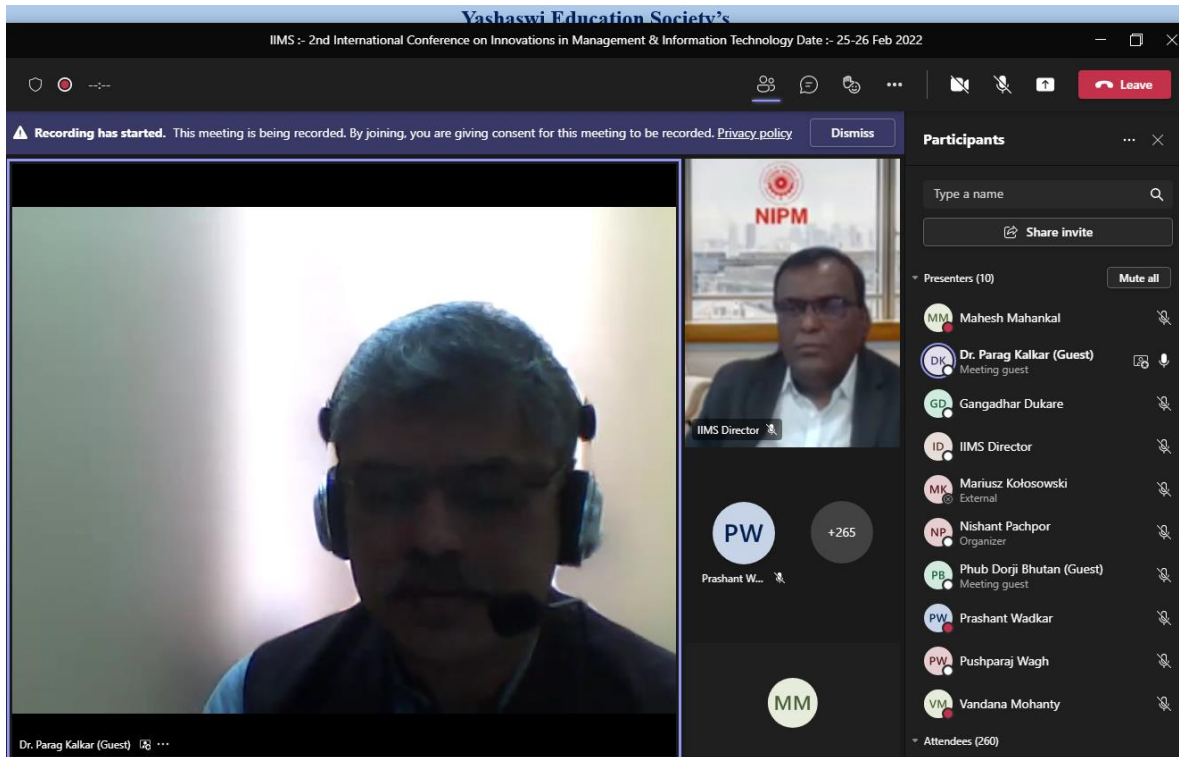 Yashaswi Education Society's
IIMS :- 2nd International Conference on Innovations in Management & Information Technology Date :- 25-26 Feb 2022
--:--
Leave
Recording has started. This meeting is being recorded. By joining, you are giving consent for this meeting to be recorded. Privacy policy
Dismiss
NIPM
IIMS Director
PW
+265
Prashant W...
MM
Dr. Parag Kalkar (Guest)
Participants
Type a name
Share invite
Presenters (10)
Mute all
MM Mahesh Mahankal
DK Dr. Parag Kalkar (Guest)
Meeting guest
GD Gangadhar Dukare
ID IIMS Director
MK Mariusz Kołosowski
External
NP Nishant Pachpor
Organizer
PB Phub Dorji Bhutan (Guest)
Meeting guest
PW Prashant Wadkar
PW Pushparaj Wagh
VM Vandana Mohanty
Attendees (260)